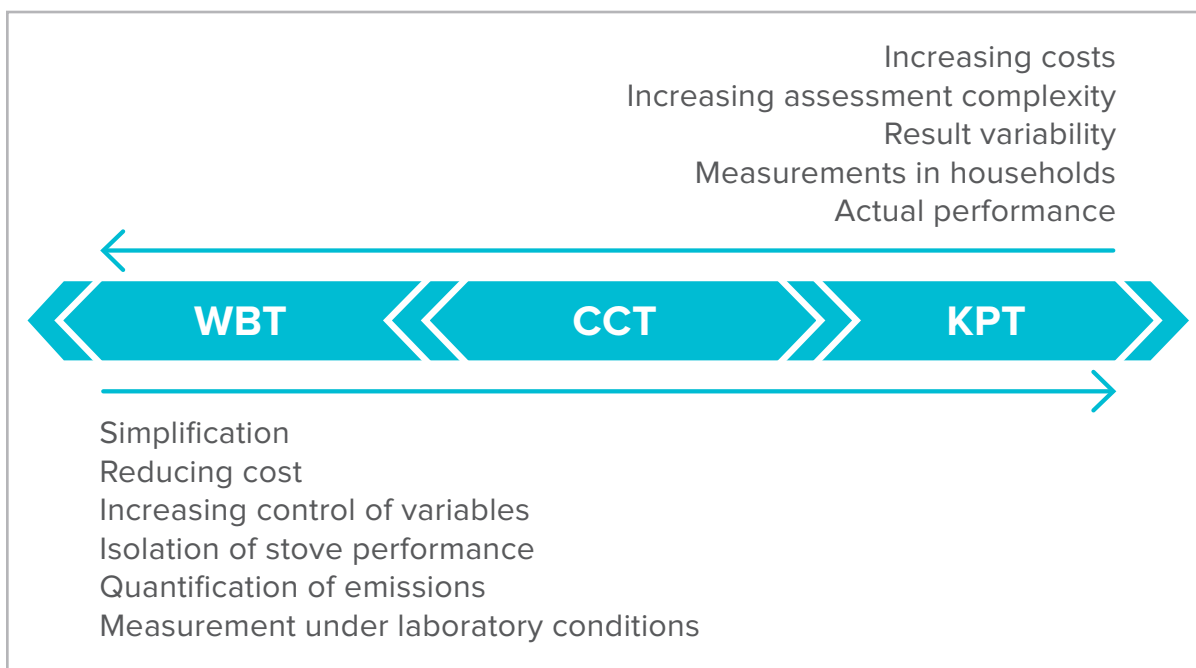 Increasing costs
Increasing assessment complexity
Result variability
Measurements in households
Actual performance
WBT
CCT
KPT
Simplification
Reducing cost
Increasing control of variables
Isolation of stove performance
Quantification of emissions
Measurement under laboratory conditions